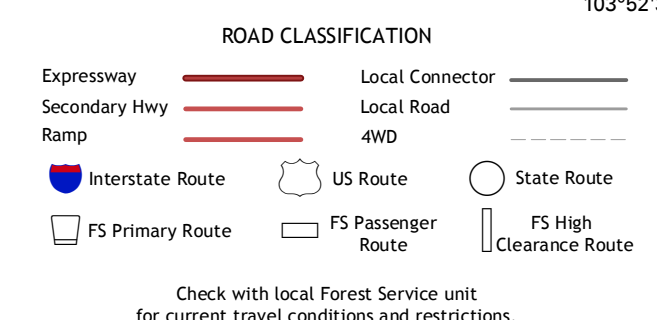 103°52'
ROAD CLASSIFICATION
Expressway
Local Connector
Secondary Hwy
Local Road
Ramp
4WD
Interstate Route
US Route
State Route
FS Primary Route
FS Passenger
Route
FS High
Clearance Route
Check with local Forest Service unit
for current travel conditions and restrictions.